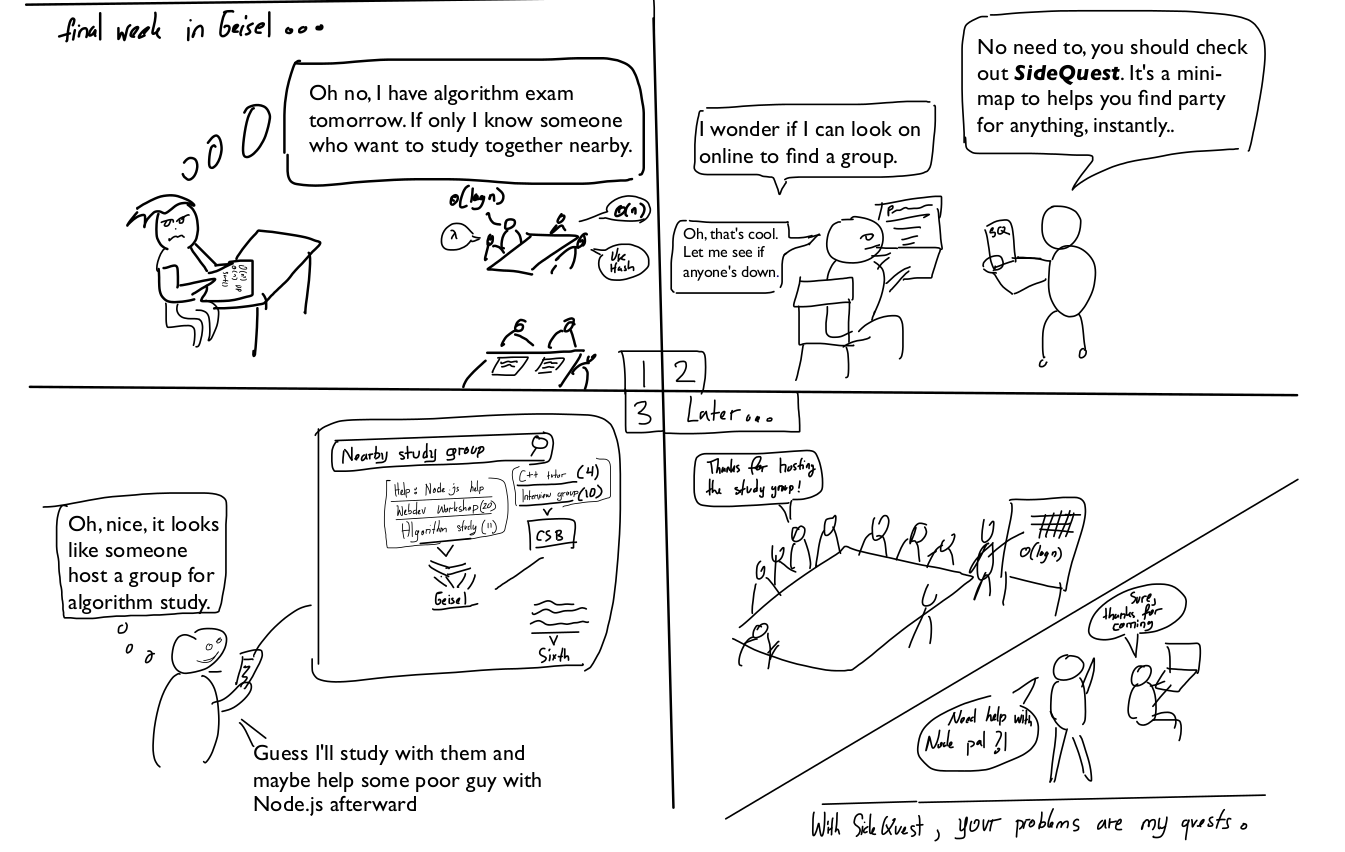 final week in Geisel ...
Oh no, I have algorithm exam
tomorrow. If only I know someone
who want to study together nearby.
O(log n)
O(n)
λ
Use
Hash
No need to, you should check
out SideQuest. It's a mini-
map to helps you find party
for anything, instantly..
I wonder if I can look on
online to find a group.
Oh, that's cool.
Let me see if
anyone's down.
SQ
1
2
3
Later...
Nearby study group
Help: Node.js help
Webdev Workshop (20)
Algorithm study (11)
C++ tutor (4)
Interview group (10)
CSB
Geisel
Sixth
Oh, nice, it looks
like someone
host a group for
algorithm study.
Guess I'll study with them and
maybe help some poor guy with
Node.js afterward
Thanks for hosting
the study group!
O(log n)
Sure,
thanks for
coming
Need help with
Node pal ?!
With SideQuest, your problems are my quests.